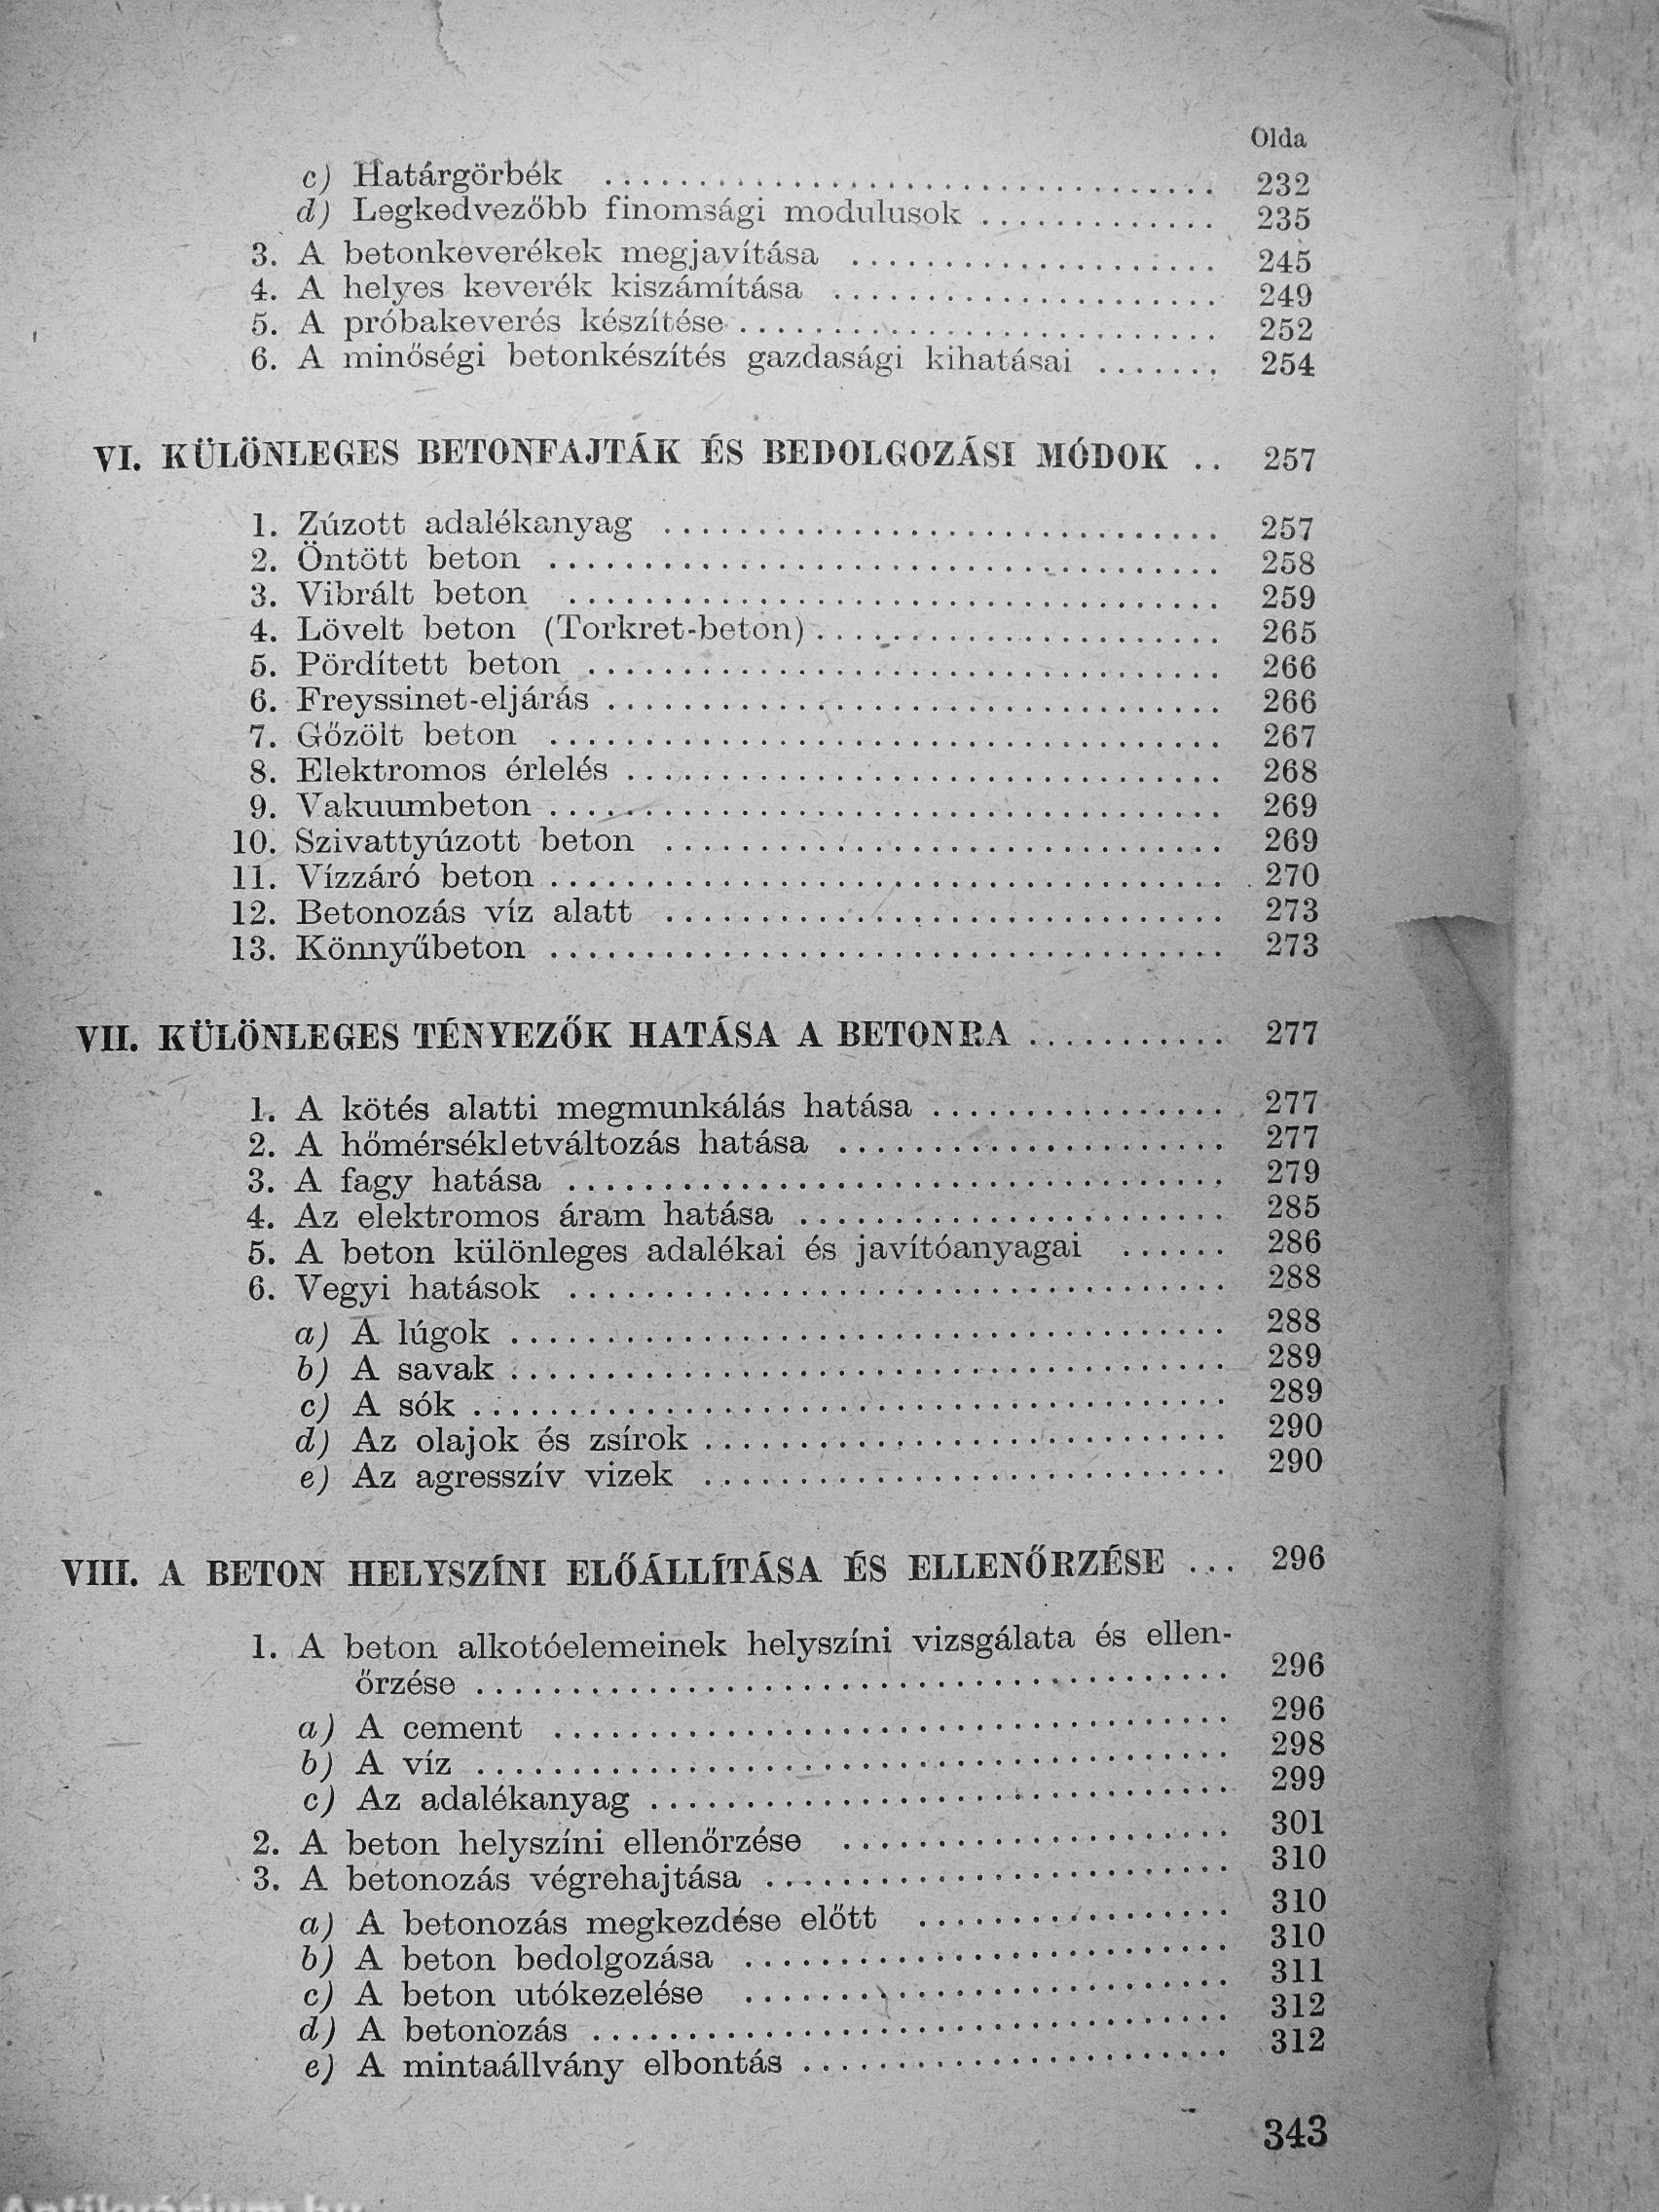 Olda
c) Határgörbék ........................................ 232
d) Legkedvezőbb finomsági modulusok ............. 235
3. A betonkeverékek megjavítása .................... 245
4. A helyes keverék kiszámítása ..................... 249
5. A próbakeverés készítése .......................... 252
6. A minőségi betonkészítés gazdasági kihatásai ....... 254
VI. KÜLÖNLEGES BETONFAJTÁK ÉS BEDOLGOZÁSI MÓDOK .. 257
1. Zúzott adalékanyag .............................. 257
2. Öntött beton .................................... 258
3. Vibrált beton ................................... 259
4. Lövelt beton (Torkret-beton) ...................... 265
5. Pördített beton .................................. 266
6. Freyssinet-eljárás ................................. 266
7. Gőzölt beton .................................... 267
8. Elektromos érlelés ................................ 268
9. Vakuumbeton .................................... 269
10. Szivattyúzott beton .............................. 269
11. Vízzáró beton .................................... 270
12. Betonozás víz alatt .............................. 273
13. Könnyűbeton .................................... 273
VII. KÜLÖNLEGES TÉNYEZŐK HATÁSA A BETONRA ........... 277
1. A kötés alatti megmunkálás hatása ................ 277
2. A hőmérsékletváltozás hatása ..................... 277
3. A fagy hatása ................................... 279
4. Az elektromos áram hatása ....................... 285
5. A beton különleges adalékai és javítóanyagai ...... 286
6. Vegyi hatások ................................... 288
a) A lúgok ...................................... 288
b) A savak ...................................... 289
c) A sók ........................................ 289
d) Az olajok és zsírok ............................ 290
e) Az agresszív vizek ............................ 290
VIII. A BETON HELYSZÍNI ELŐÁLLÍTÁSA ÉS ELLENŐRZÉSE ... 296
1. A beton alkotóelemeinek helyszíni vizsgálata és ellen-
őrzése ........................................ 296
a) A cement .................................... 296
b) A víz ........................................ 298
c) Az adalékanyag ............................... 299
2. A beton helyszíni ellenőrzése ..................... 301
3. A betonozás végrehajtása ......................... 310
a) A betonozás megkezdése előtt ................. 310
b) A beton bedolgozása .......................... 310
c) A beton utókezelése .......................... 311
d) A betonozás .................................. 312
e) A mintaállvány elbontás ....................... 312
343
Antikvárium.hu